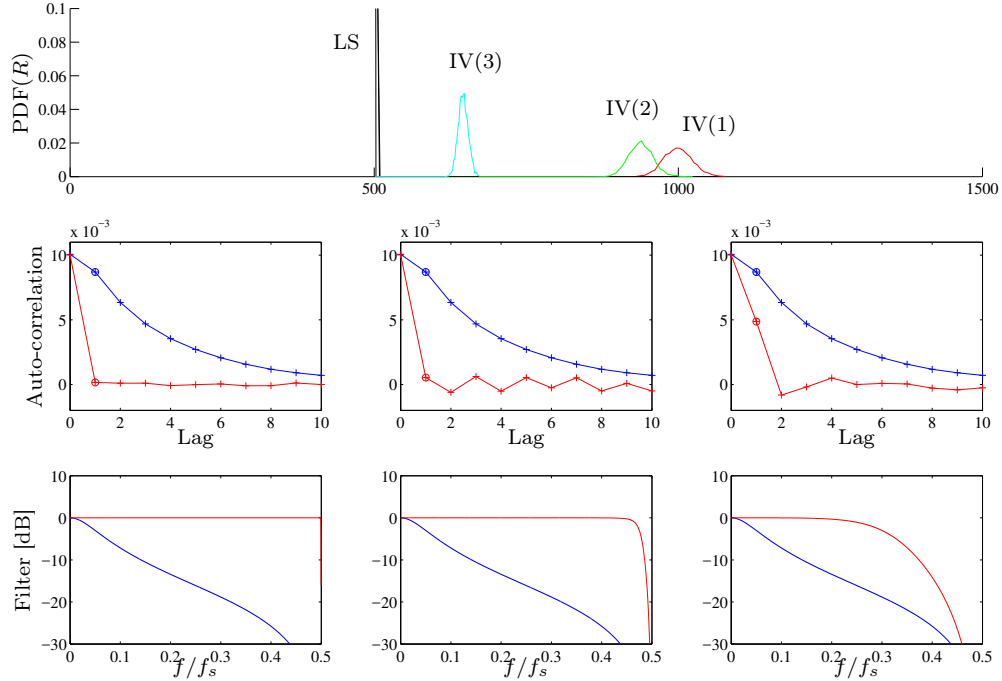 0.1
0.08
0.06
0.04
0.02
0
PDF(R)
LS
IV(3)
IV(2)
IV(1)
0 500 1000 1500
x 10⁻³ x 10⁻³ x 10⁻³
Auto-correlation
10 10 10
5 5 5
0 0 0
0 2 4 6 8 10 0 2 4 6 8 10 0 2 4 6 8 10
Lag Lag Lag
Filter [dB]
10 10 10
0 0 0
−10 −10 −10
−20 −20 −20
−30 −30 −30
0 0.1 0.2 0.3 0.4 0.5 0 0.1 0.2 0.3 0.4 0.5 0 0.1 0.2 0.3 0.4 0.5
f/fs f/fs f/fs